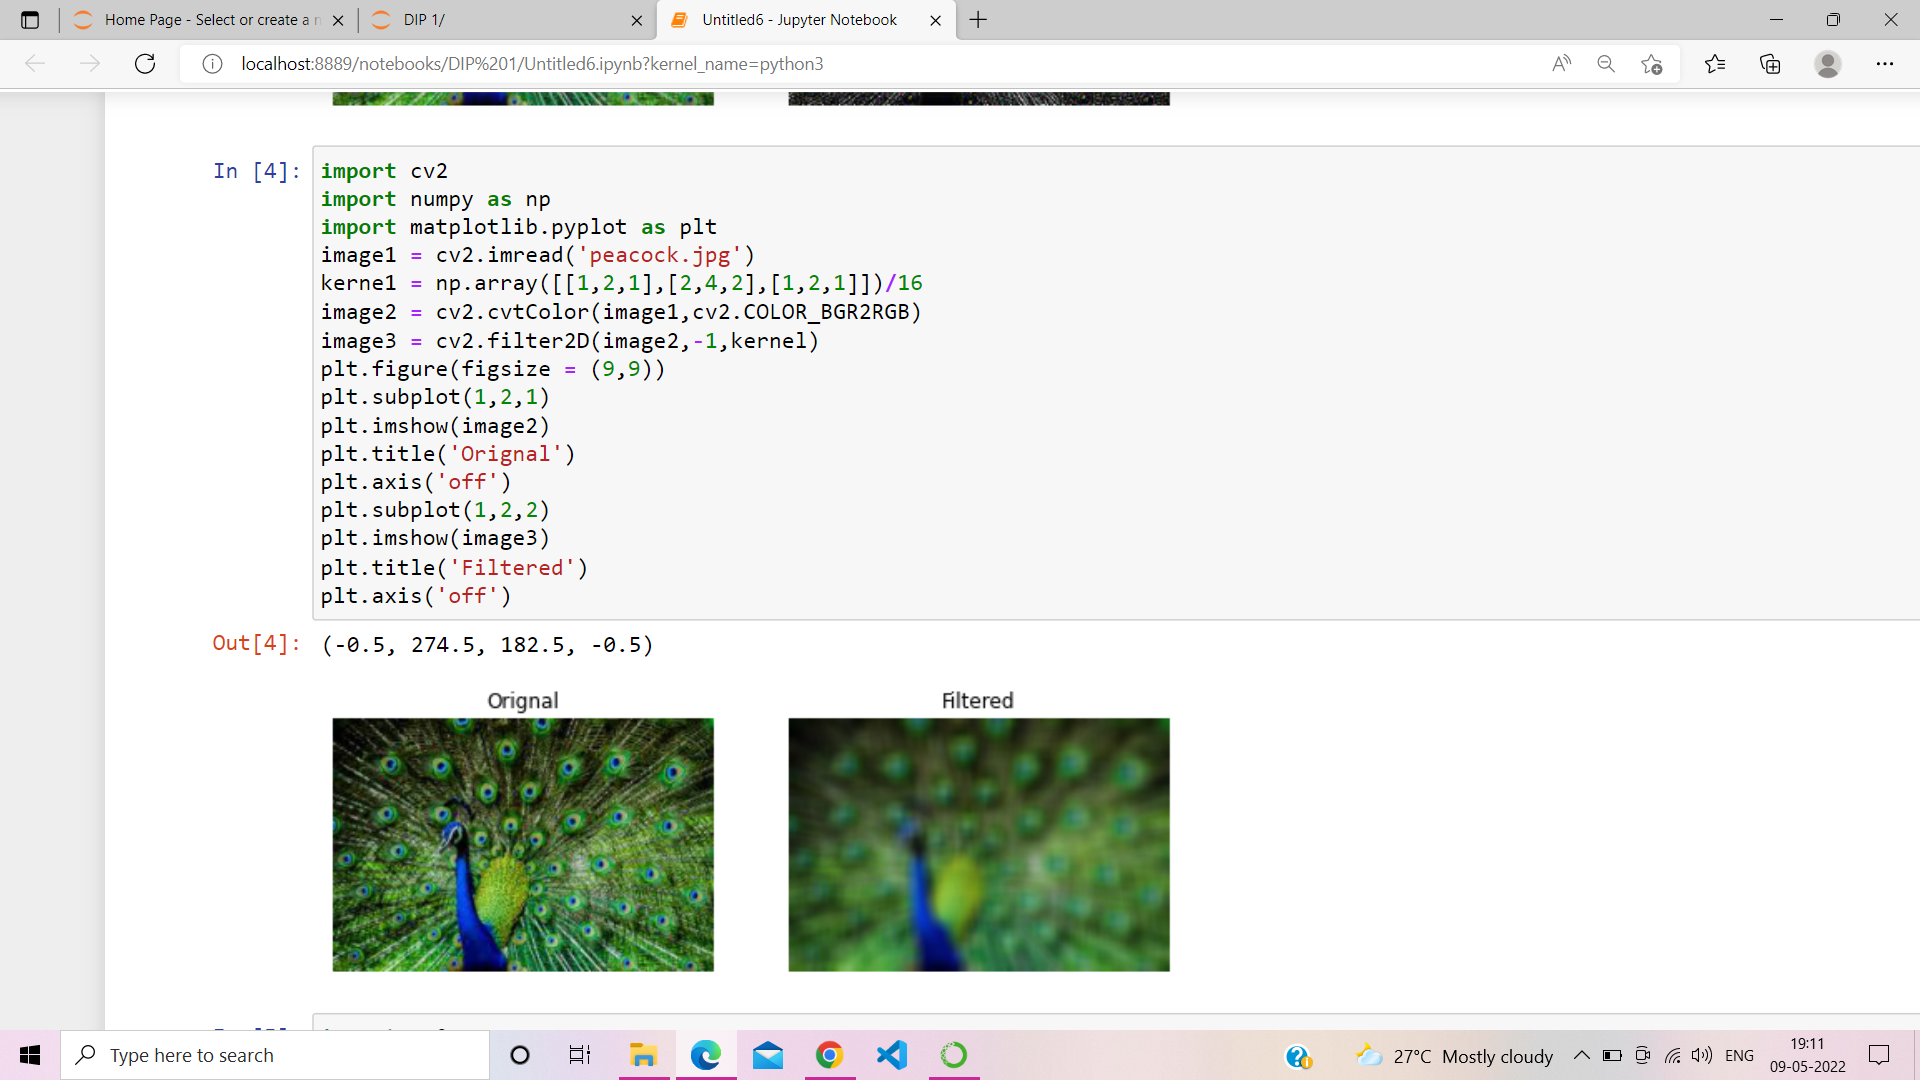 Home Page - Select or create a n
DIP 1/
Untitled6 - Jupyter Notebook
localhost:8889/notebooks/DIP%201/Untitled6.ipynb?kernel_name=python3
In [4]:
import cv2
import numpy as np
import matplotlib.pyplot as plt
image1 = cv2.imread('peacock.jpg')
kerne1 = np.array([[1,2,1],[2,4,2],[1,2,1]])/16
image2 = cv2.cvtColor(image1,cv2.COLOR_BGR2RGB)
image3 = cv2.filter2D(image2,-1,kernel)
plt.figure(figsize = (9,9))
plt.subplot(1,2,1)
plt.imshow(image2)
plt.title('Orignal')
plt.axis('off')
plt.subplot(1,2,2)
plt.imshow(image3)
plt.title('Filtered')
plt.axis('off')
Out[4]: (-0.5, 274.5, 182.5, -0.5)
Orignal Filtered
Type here to search
27°C Mostly cloudy
ENG
19:11
09-05-2022